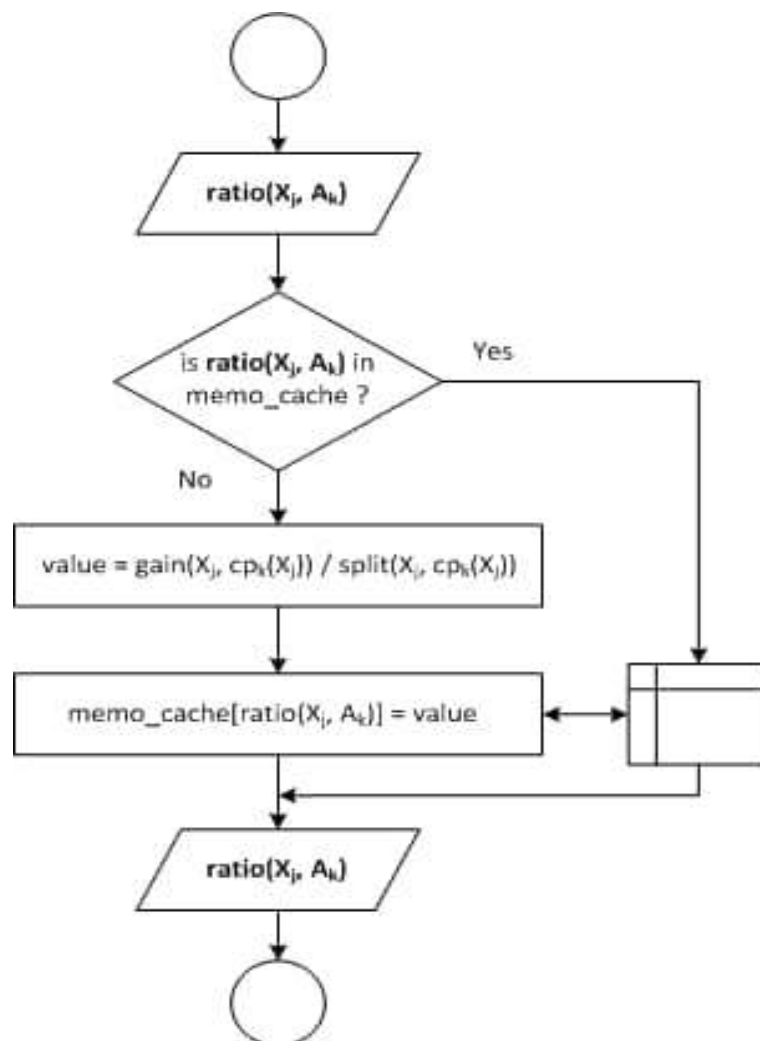 ratio(Xⱼ, Aₖ)
is ratio(Xⱼ, Aₖ) in
memo_cache ?
Yes
No
value = gain(Xⱼ, cpₖ(Xⱼ)) / split(Xⱼ, cpₖ(Xⱼ))
memo_cache[ratio(Xⱼ, Aₖ)] = value
ratio(Xⱼ, Aₖ)